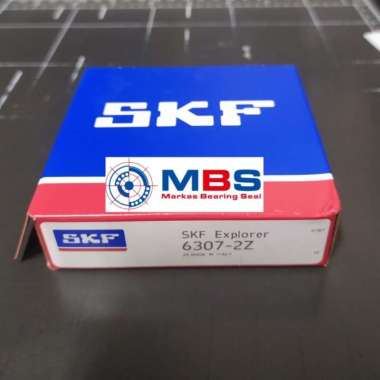 SKF
MBS
Markas Bearing Seal
SKF
SKF Explorer
6307-2Z